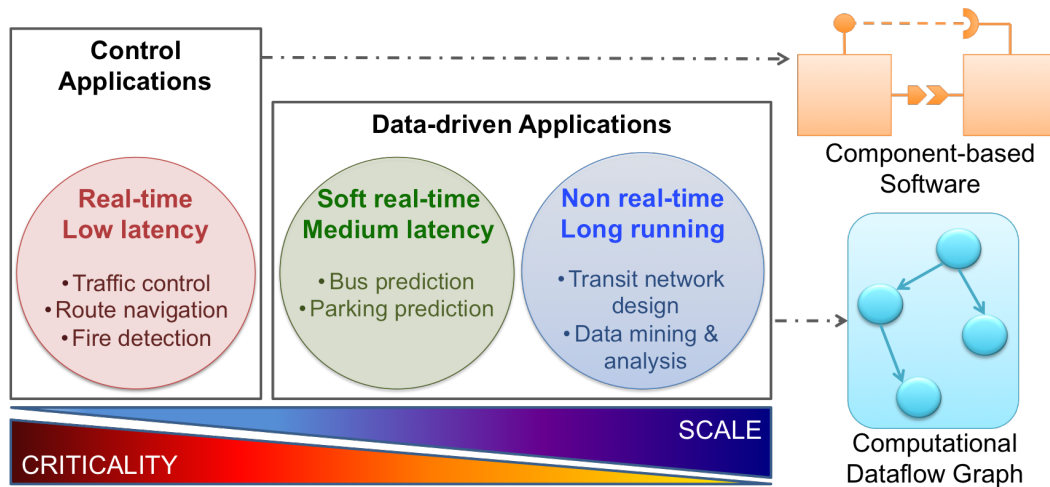 Control
Applications
Data-driven Applications
Real-time
Low latency
•Traffic control
•Route navigation
•Fire detection
Soft real-time
Medium latency
•Bus prediction
•Parking prediction
Non real-time
Long running
•Transit network
design
•Data mining &
analysis
SCALE
CRITICALITY
Component-based
Software
Computational
Dataflow Graph